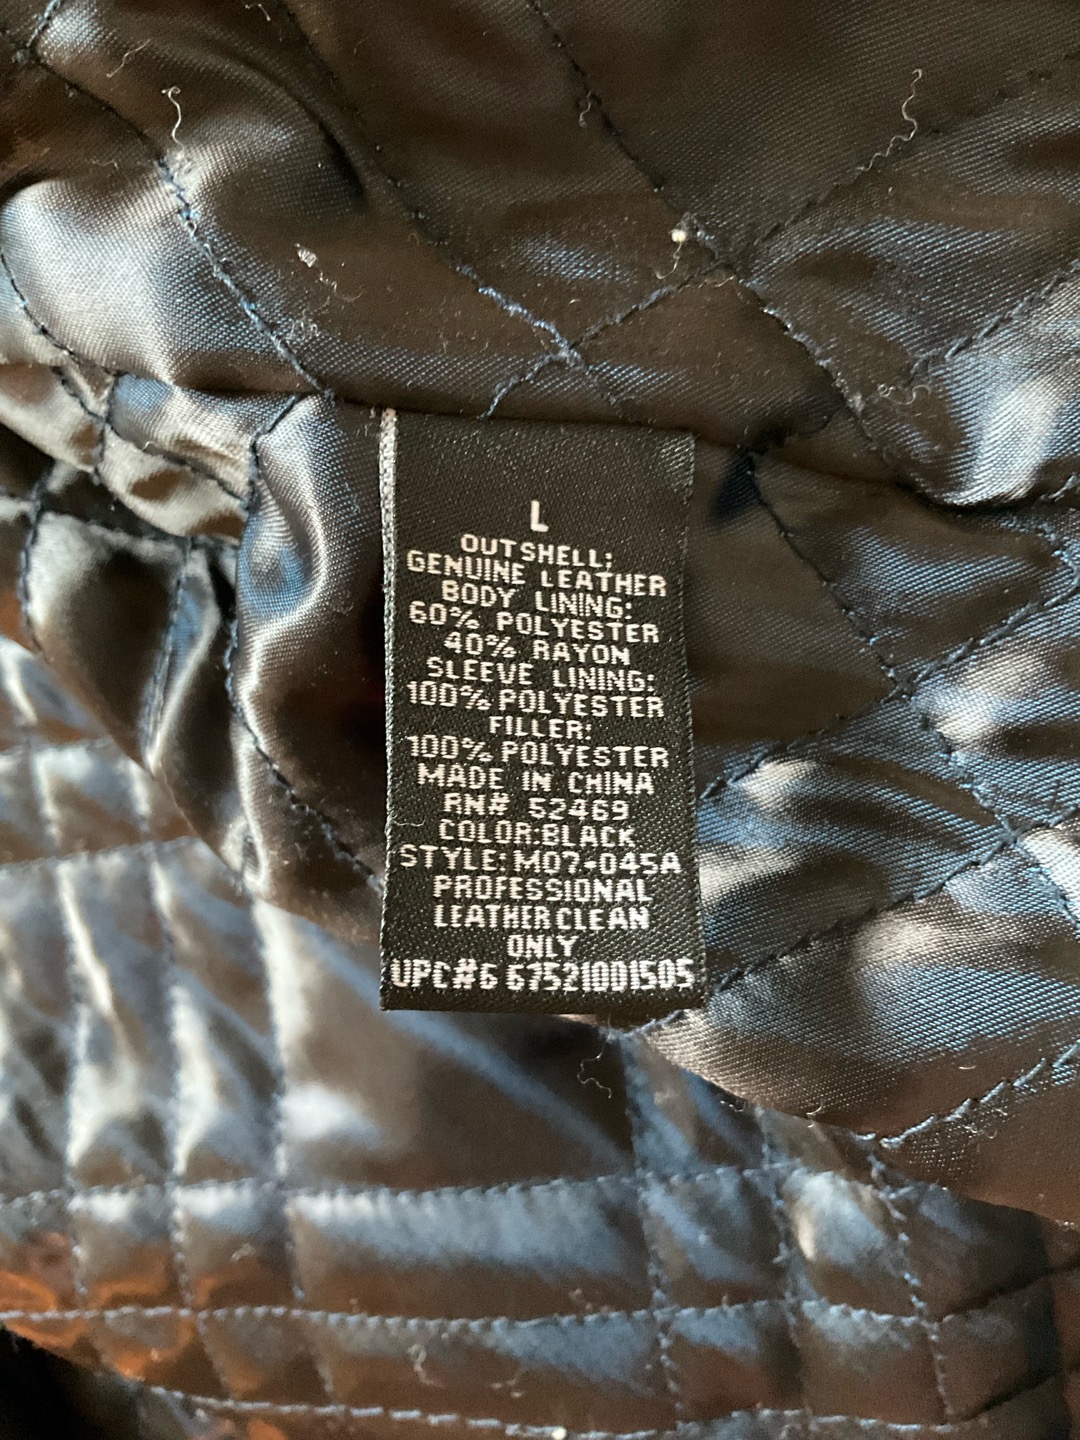 L
OUTSHELL:
GENUINE LEATHER
BODY LINING:
60% POLYESTER
40% RAYON
SLEEVE LINING:
100% POLYESTER
FILLER:
100% POLYESTER
MADE IN CHINA
RN# 52469
COLOR:BLACK
STYLE:M07-045A
PROFESSIONAL
LEATHER CLEAN
ONLY
UPC#6 67521001505